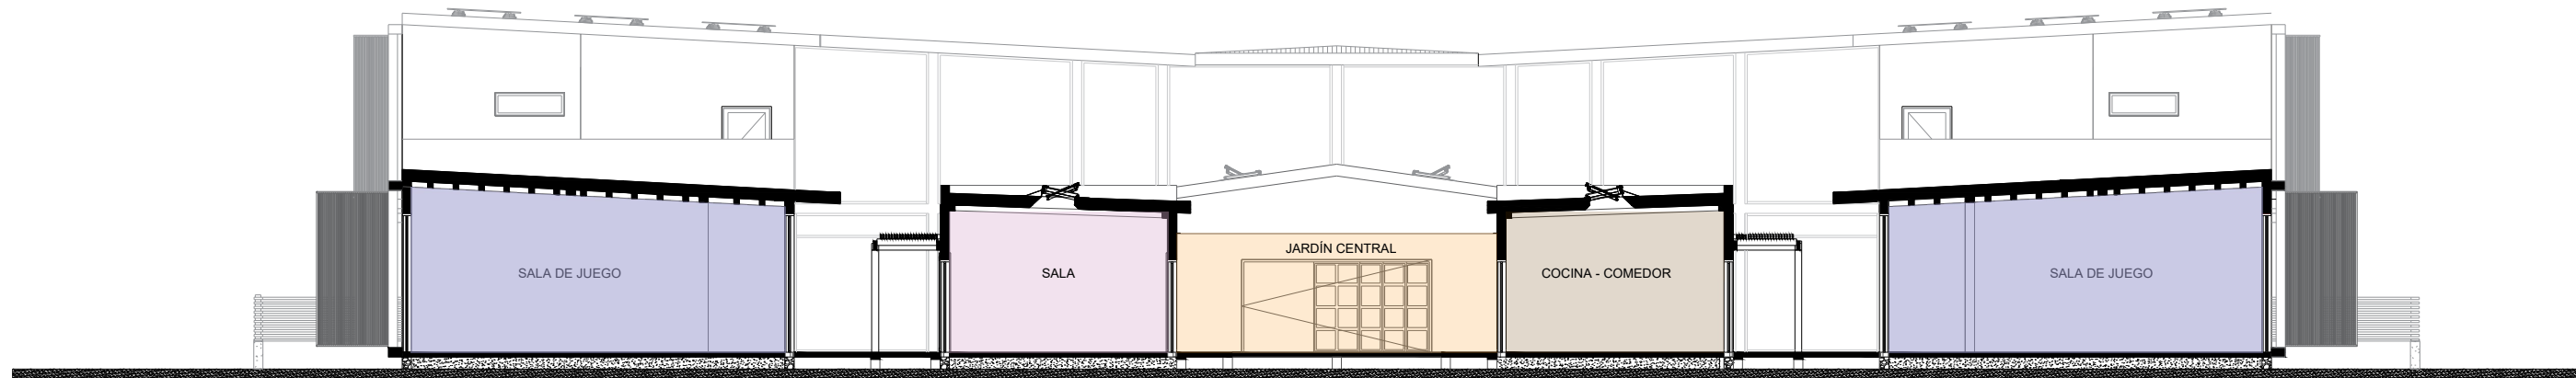 SALA DE JUEGO
SALA
JARDÍN CENTRAL
COCINA - COMEDOR
SALA DE JUEGO